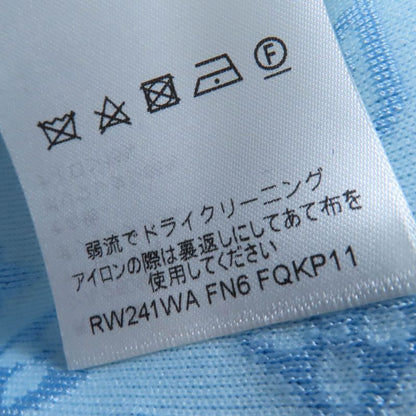 F
弱流でドライクリーニング
アイロンの際は裏返しにしてあて布を
使用してください
RW241WA FN6 FQKP11